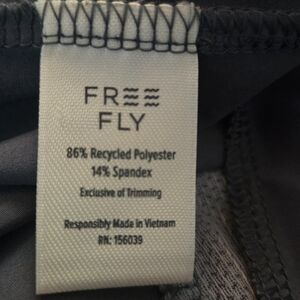 FREE
FLY
86% Recycled Polyester
14% Spandex
Exclusive of Trimming
Responsibly Made in Vietnam
RN: 156039